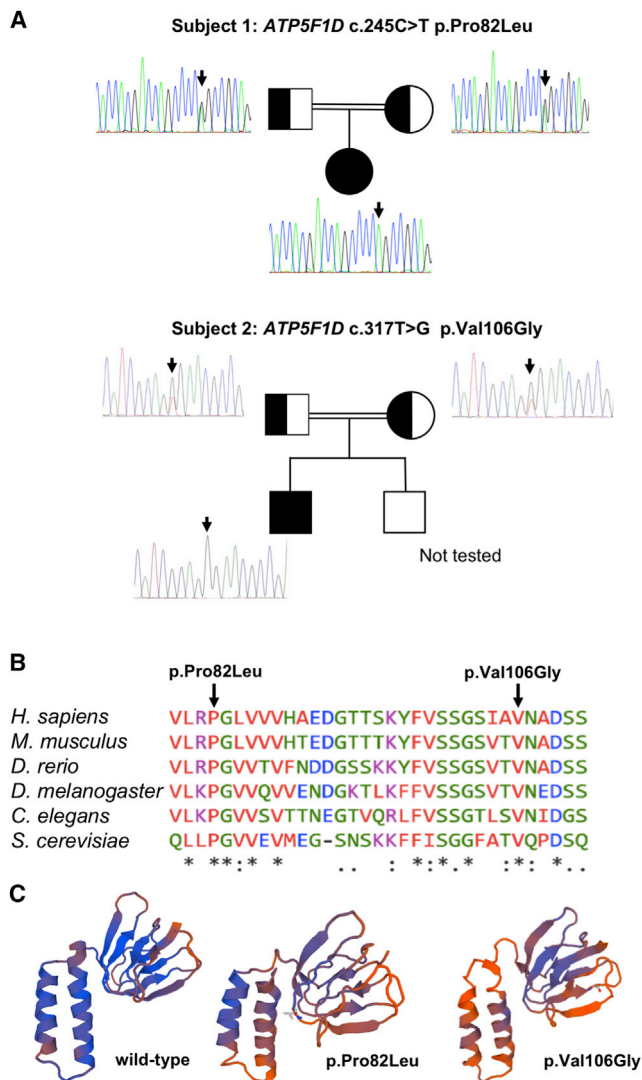 A
Subject 1: ATP5F1D c.245C>T p.Pro82Leu
Subject 2: ATP5F1D c.317T>G p.Val106Gly
Not tested
B
p.Pro82Leu p.Val106Gly
H. sapiens VLRPGLVVVHAEDGTTSKYFVSSGSIAVNADSS
M. musculus VLRPGLVVVHTEDGTTTKYFVSSGSVTVNADSS
D. rerio VLRPGVVTVFNDDGSSKKYFVSSGSVTVNADSS
D. melanogaster VLKPGVVQVVENDGKTLKFFVSSGSVTVNEDSS
C. elegans VLKPGVVSVTTNEGTVQRLFVSSGTLSVNIDGS
S. cerevisiae QLLPGVVEVMEG-SNSKKFFISGGFATVQPDSQ
* **:* * .. : *:*.* :*: *..
C
wild-type p.Pro82Leu p.Val106Gly